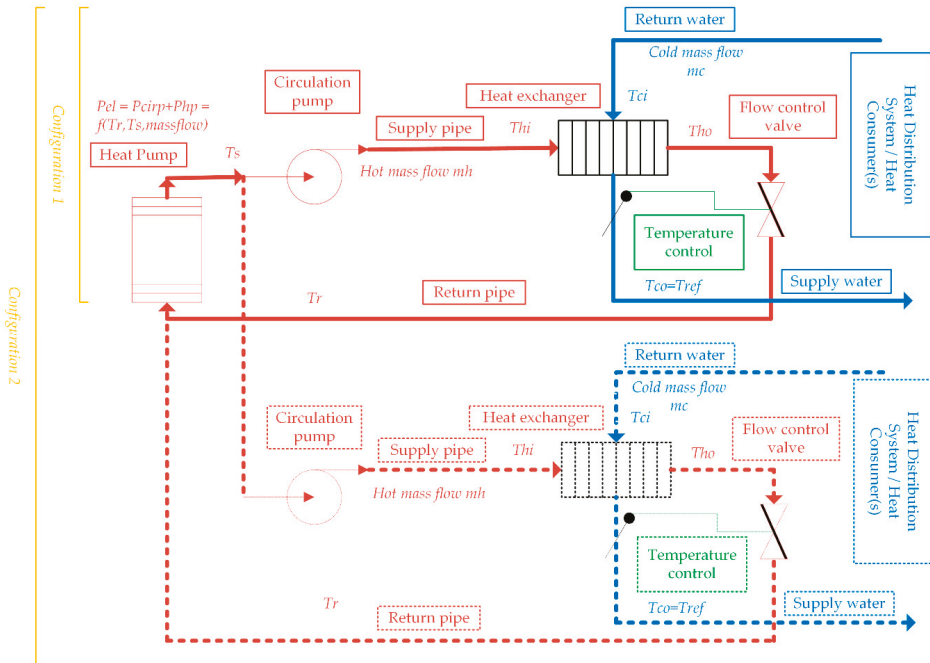 Configuration 1
Configuration 2
Pel = Pcirp+Php =
f(Tr,Ts,massflow)
Heat Pump
Ts
Circulation
pump
Supply pipe
Hot mass flow mh
Heat exchanger
Thi
Return water
Cold mass flow
mc
Tci
Tho
Flow control
valve
Heat Distribution
System / Heat
Consumer(s)
Temperature
control
Tco=Tref
Supply water
Return pipe
Tr
Return water
Cold mass flow
mc
Tci
Circulation
pump
Supply pipe
Hot mass flow mh
Heat exchanger
Thi
Tho
Flow control
valve
Heat Distribution
System / Heat
Consumer(s)
Temperature
control
Tco=Tref
Supply water
Tr
Return pipe